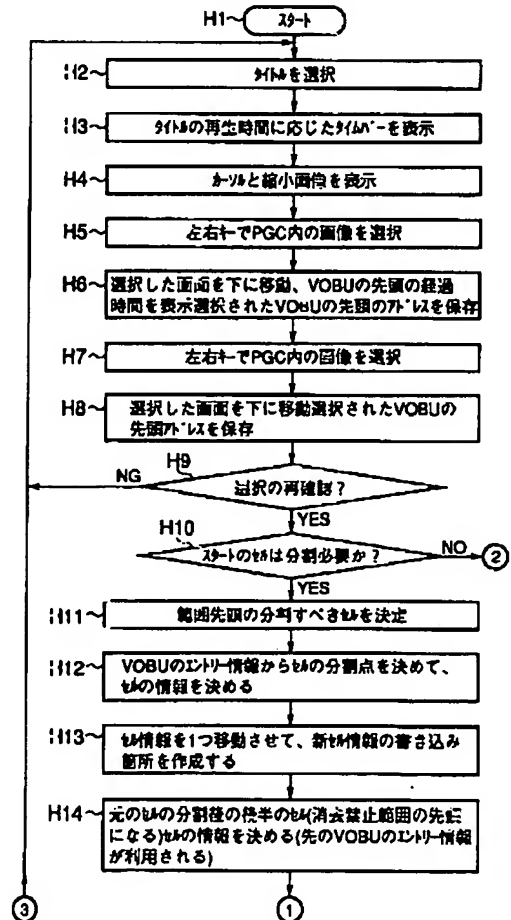 H1 スタート
H2 タイトルを選択
H3 タイトルの再生時間に応じたタイムバーを表示
H4 カーソルと縮小画像を表示
H5 左右キーでPGC内の画像を選択
H6 選択した画面を下に移動、VOBUの先頭の経過
時間を表示選択されたVOBUの先頭のアドレスを保存
H7 左右キーでPGC内の画像を選択
H8 選択した画面を下に移動選択されたVOBUの
先頭アドレスを保存
H9
NG 選択の再確認?
YES
H10
スタートのセルは分割必要か? NO ②
YES
H11 範囲先頭の分割すべきセルを決定
H12 VOBUのエントリー情報からセルの分割点を決めて、
セルの情報を決める
H13 セル情報を1つ移動させて、新セル情報の書き込み
箇所を作成する
H14 元のセルの分割後の後半のセル(消去禁止範囲の先頭
になる)セルの情報を決める(先のVOBUのエントリー情報
が利用される)
③ ①